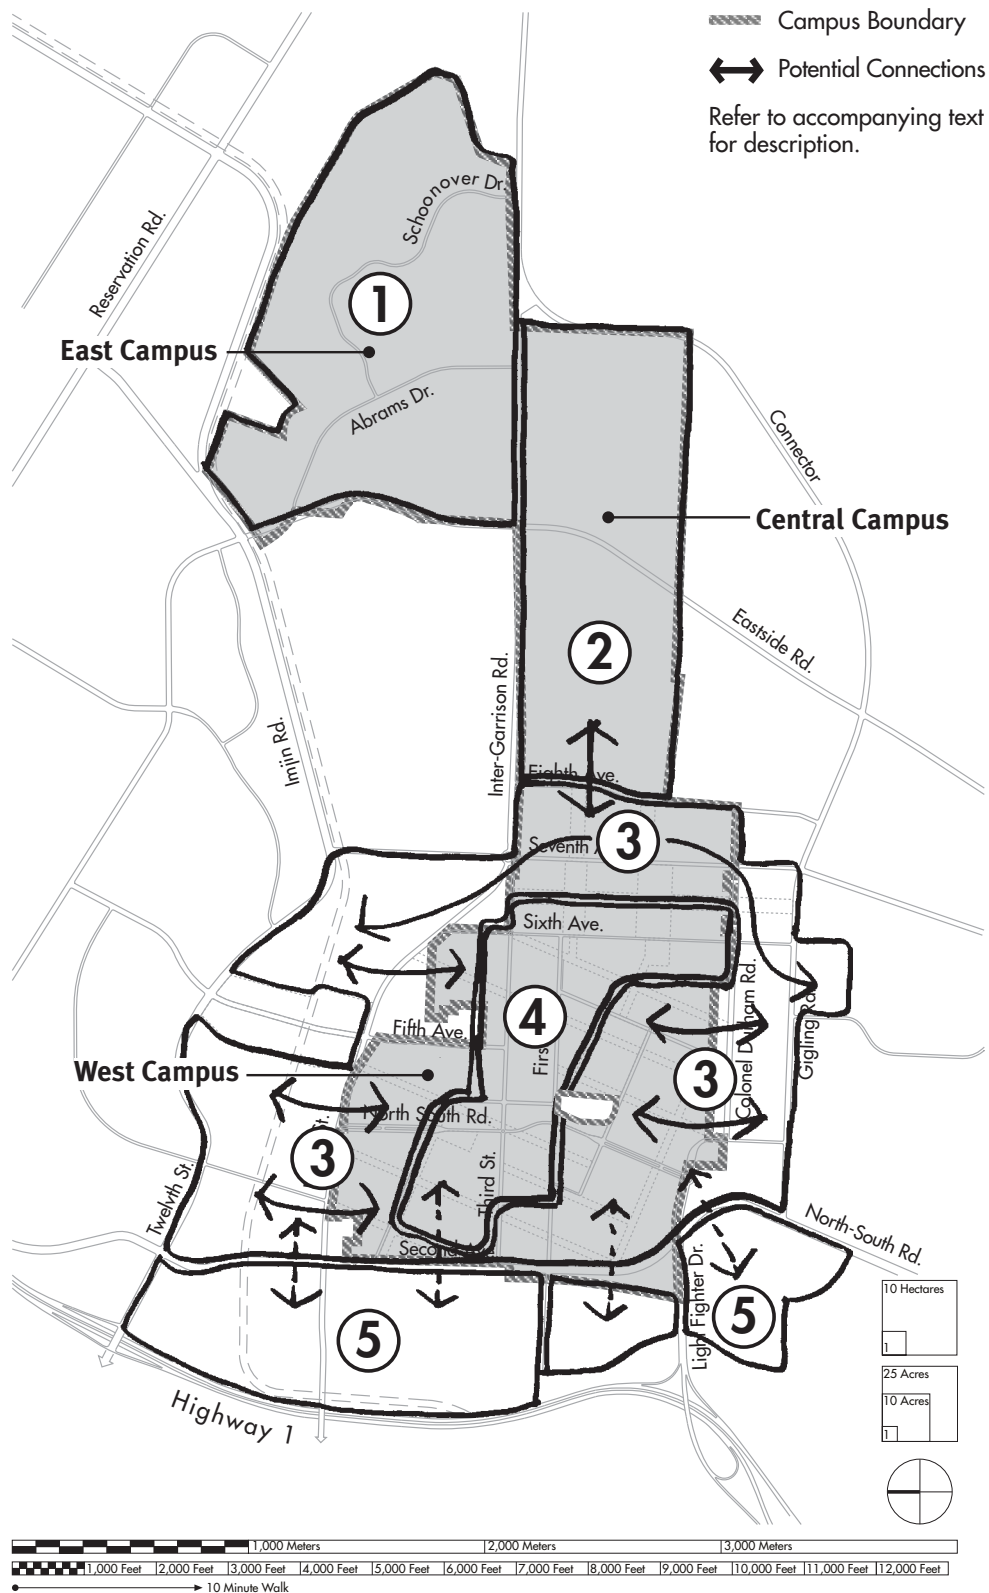 Campus Boundary
Potential Connections
Refer to accompanying text
for description.
Schoonover Dr.
Reservation Rd.
1
East Campus
Abrams Dr.
Connector
Central Campus
2
Eastside Rd.
Inter-Garrison Rd.
Imjin Rd.
Eighth Ave.
3
Seventh
Sixth Ave.
4
Fifth Ave.
Colonel Durham Rd.
Gigling Rd.
West Campus
3
North South Rd.
3
Third St.
Twelvth St.
Second
North-South Rd.
Light Fighter Dr.
5
5
Highway 1
10 Hectares
1
25 Acres
10 Acres
1
1,000 Meters
2,000 Meters
3,000 Meters
1,000 Feet
2,000 Feet
3,000 Feet
4,000 Feet
5,000 Feet
6,000 Feet
7,000 Feet
8,000 Feet
9,000 Feet
10,000 Feet
11,000 Feet
12,000 Feet
10 Minute Walk